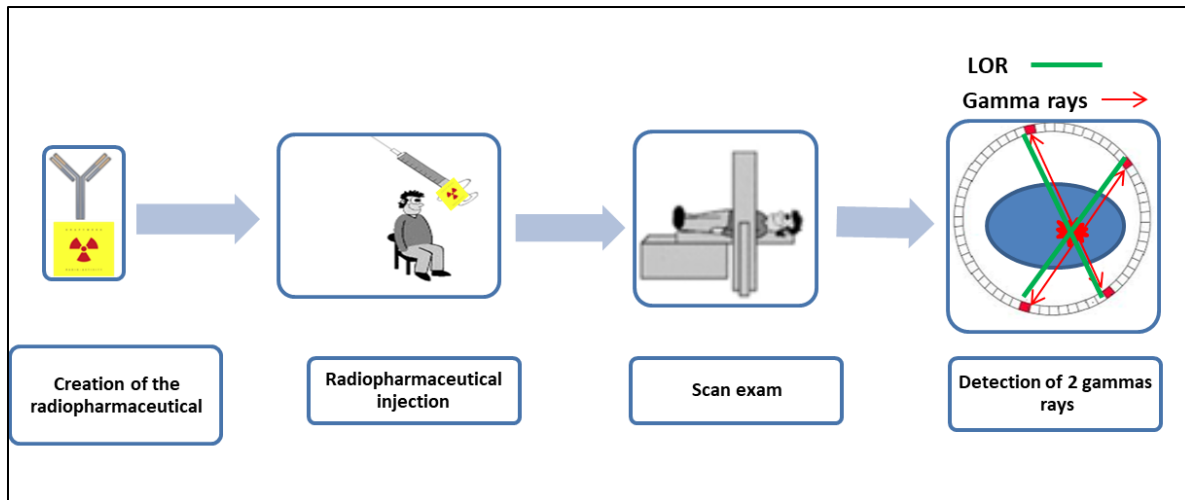 LOR
Gamma rays
Creation of the
radiopharmaceutical
Radiopharmaceutical
injection
Scan exam
Detection of 2 gammas
rays